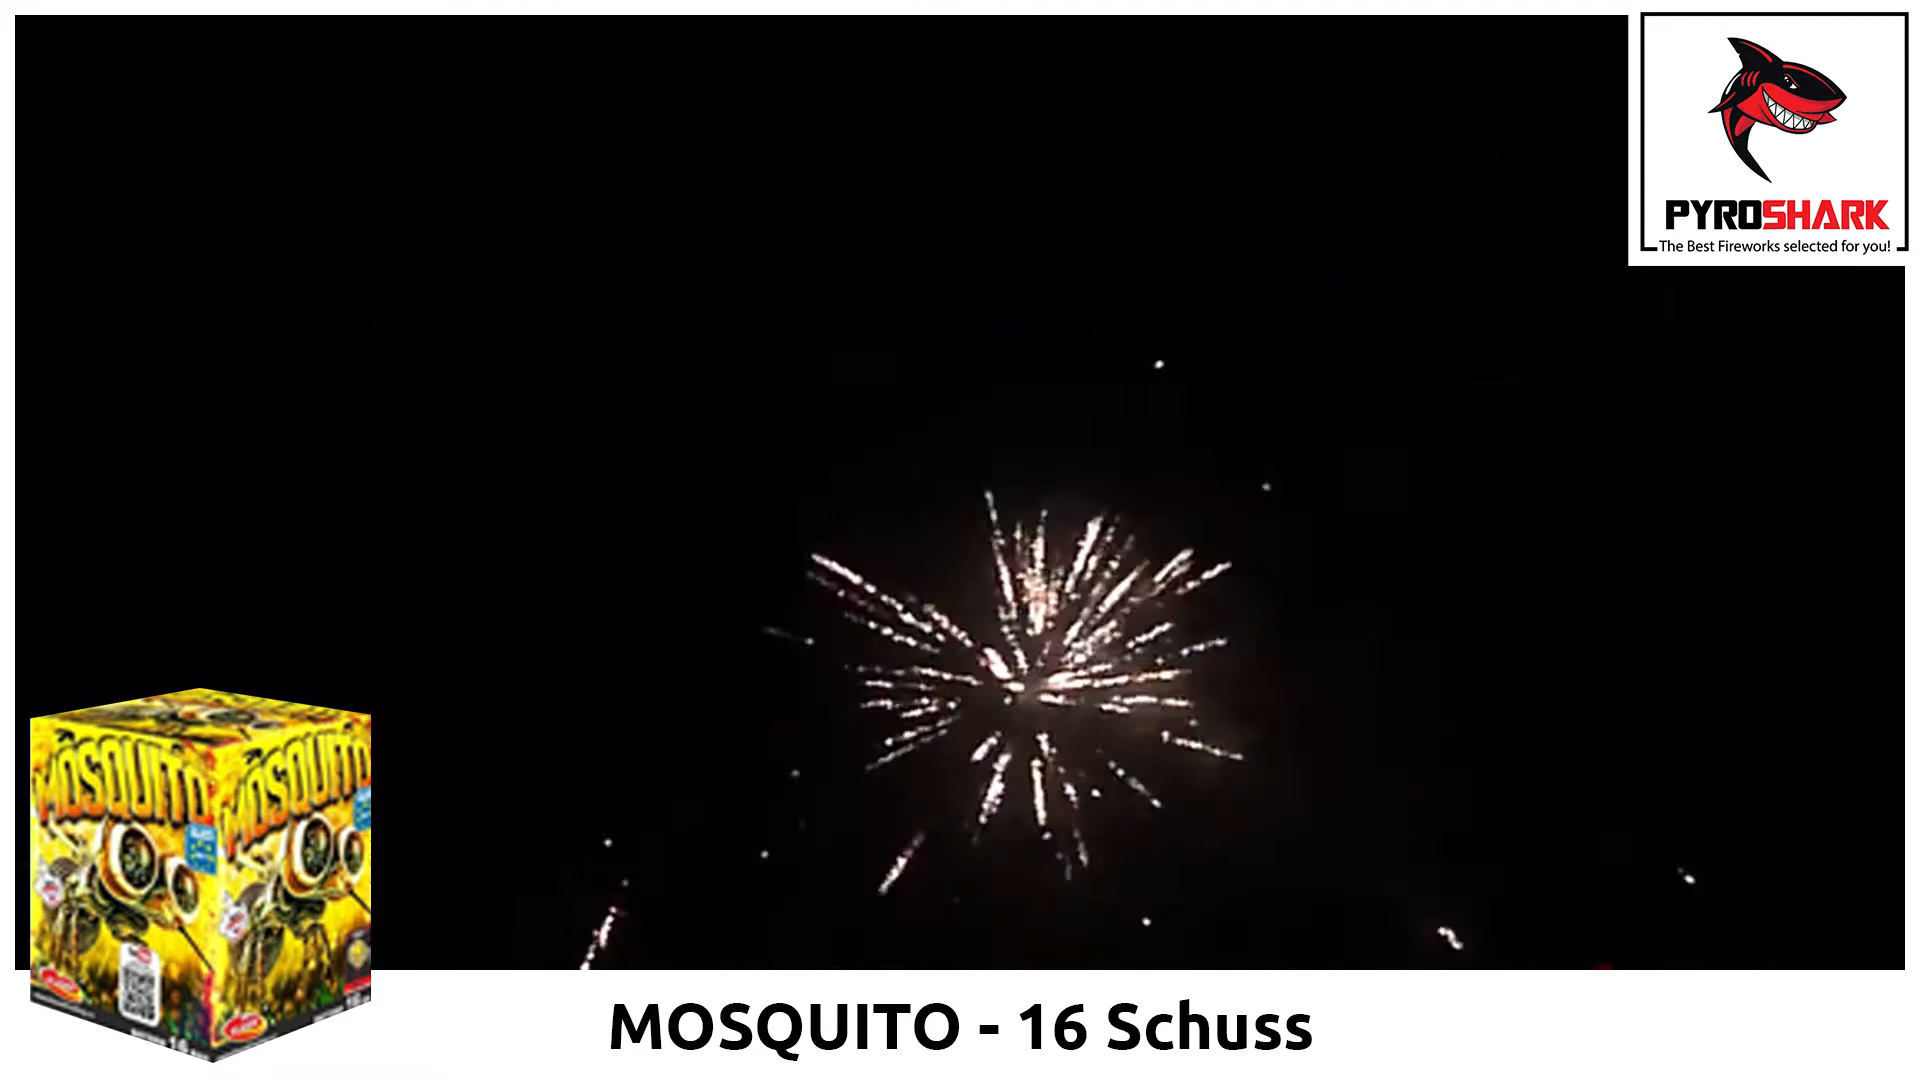 PYROSHARK
The Best Fireworks selected for you!
MOSQUITO
MOSQUITO
MOSQUITO - 16 Schuss